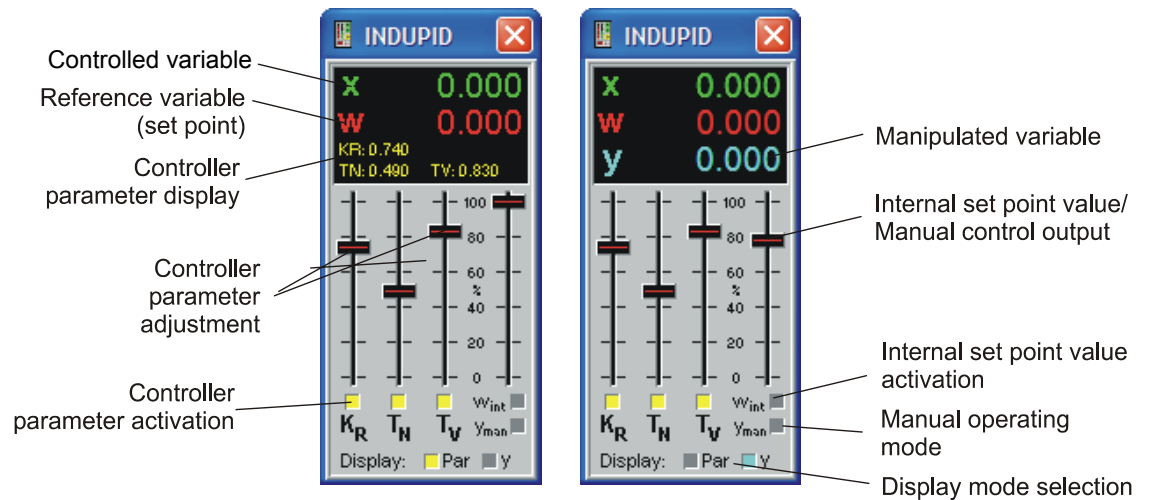 INDUPID
INDUPID
Controlled variable
Reference variable
(set point)
Controller
parameter display
Controller
parameter
adjustment
Controller
parameter activation
x 0.000
w 0.000
KR: 0.740
TN: 0.490 TV: 0.830
100
80
60
%
40
20
0
Wint
KR TN TV yman
Display: Par y
x 0.000
w 0.000
y 0.000
100
80
60
%
40
20
0
Wint
KR TN TV yman
Display: Par y
Manipulated variable
Internal set point value/
Manual control output
Internal set point value
activation
Manual operating
mode
Display mode selection